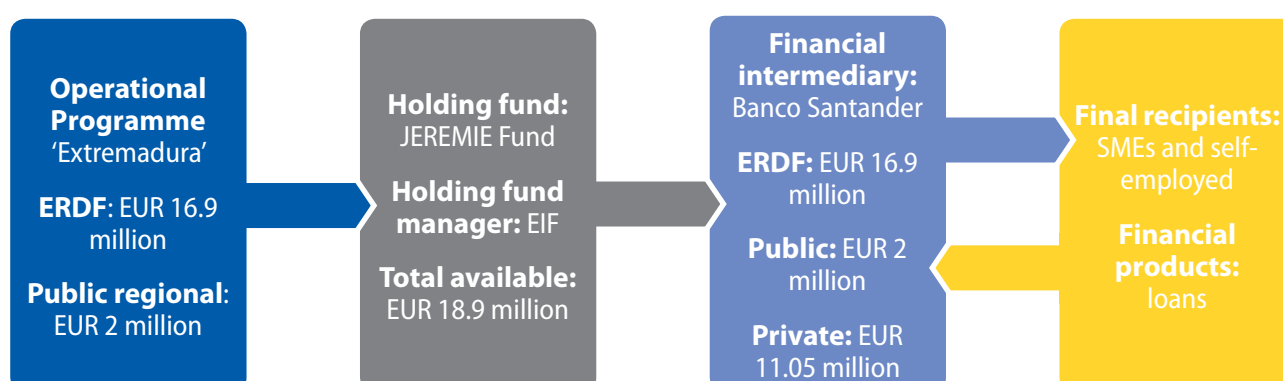 Operational
Programme
‘Extremadura’
ERDF: EUR 16.9
million
Public regional:
EUR 2 million
Holding fund:
JEREMIE Fund
Holding fund
manager: EIF
Total available:
EUR 18.9 million
Financial
intermediary:
Banco Santander
ERDF: EUR 16.9
million
Public: EUR 2
million
Private: EUR
11.05 million
Final recipients:
SMEs and self-
employed
Financial
products:
loans